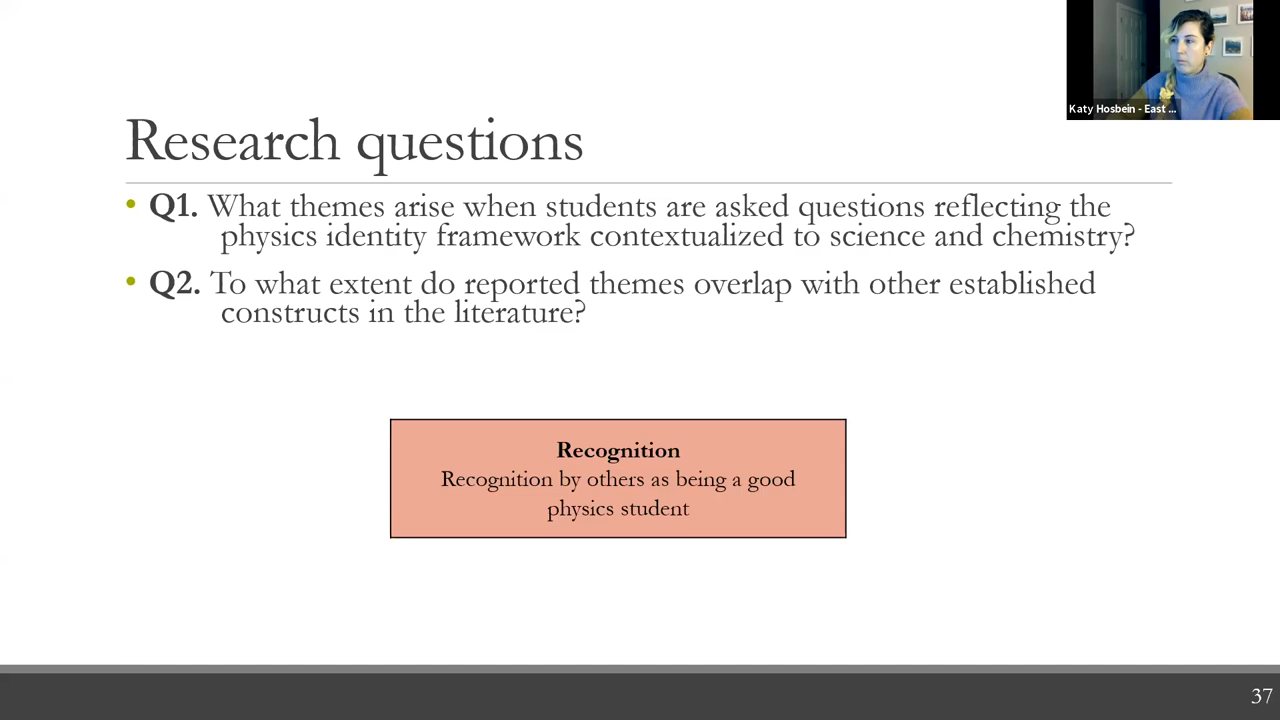 Katy Hosbein - East ...
Research questions
• Q1. What themes arise when students are asked questions reflecting the
physics identity framework contextualized to science and chemistry?
• Q2. To what extent do reported themes overlap with other established
constructs in the literature?
Recognition
Recognition by others as being a good
physics student
37